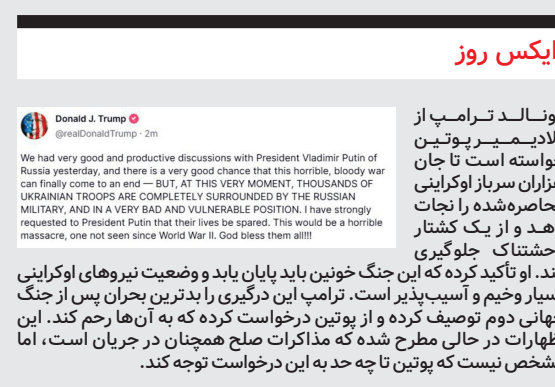 ایکس روز
ونالد ترامپ از
لادیمیر پوتین
خواسته است تا جان
هزاران سرباز اوکراینی
محاصره‌شده را نجات
هد و از یک کشتار
حشتناک جلوگیری
ند. او تأکید کرده که این جنگ خونین باید پایان یابد و وضعیت نیروهای اوکراینی
سیار وخیم و آسیب‌پذیر است. ترامپ این درگیری را بدترین بحران پس از جنگ
هانی دوم توصیف کرده و از پوتین درخواست کرده که به آن‌ها رحم کند. این
ظهارات در حالی مطرح شده که مذاکرات صلح همچنان در جریان است، اما
شخص نیست که پوتین تا چه حد به این درخواست توجه کند.
Donald J. Trump
@realDonaldTrump · 2m
We had very good and productive discussions with President Vladimir Putin of
Russia yesterday, and there is a very good chance that this horrible, bloody war
can finally come to an end — BUT, AT THIS VERY MOMENT, THOUSANDS OF
UKRAINIAN TROOPS ARE COMPLETELY SURROUNDED BY THE RUSSIAN
MILITARY, AND IN A VERY BAD AND VULNERABLE POSITION. I have strongly
requested to President Putin that their lives be spared. This would be a horrible
massacre, one not seen since World War II. God bless them all!!!